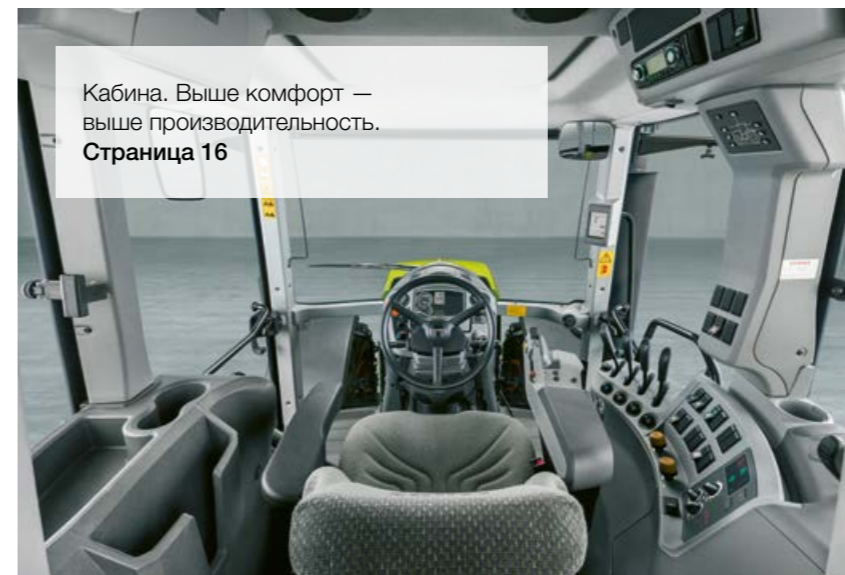 Кабина. Выше комфорт —
выше производительность.
Страница 16